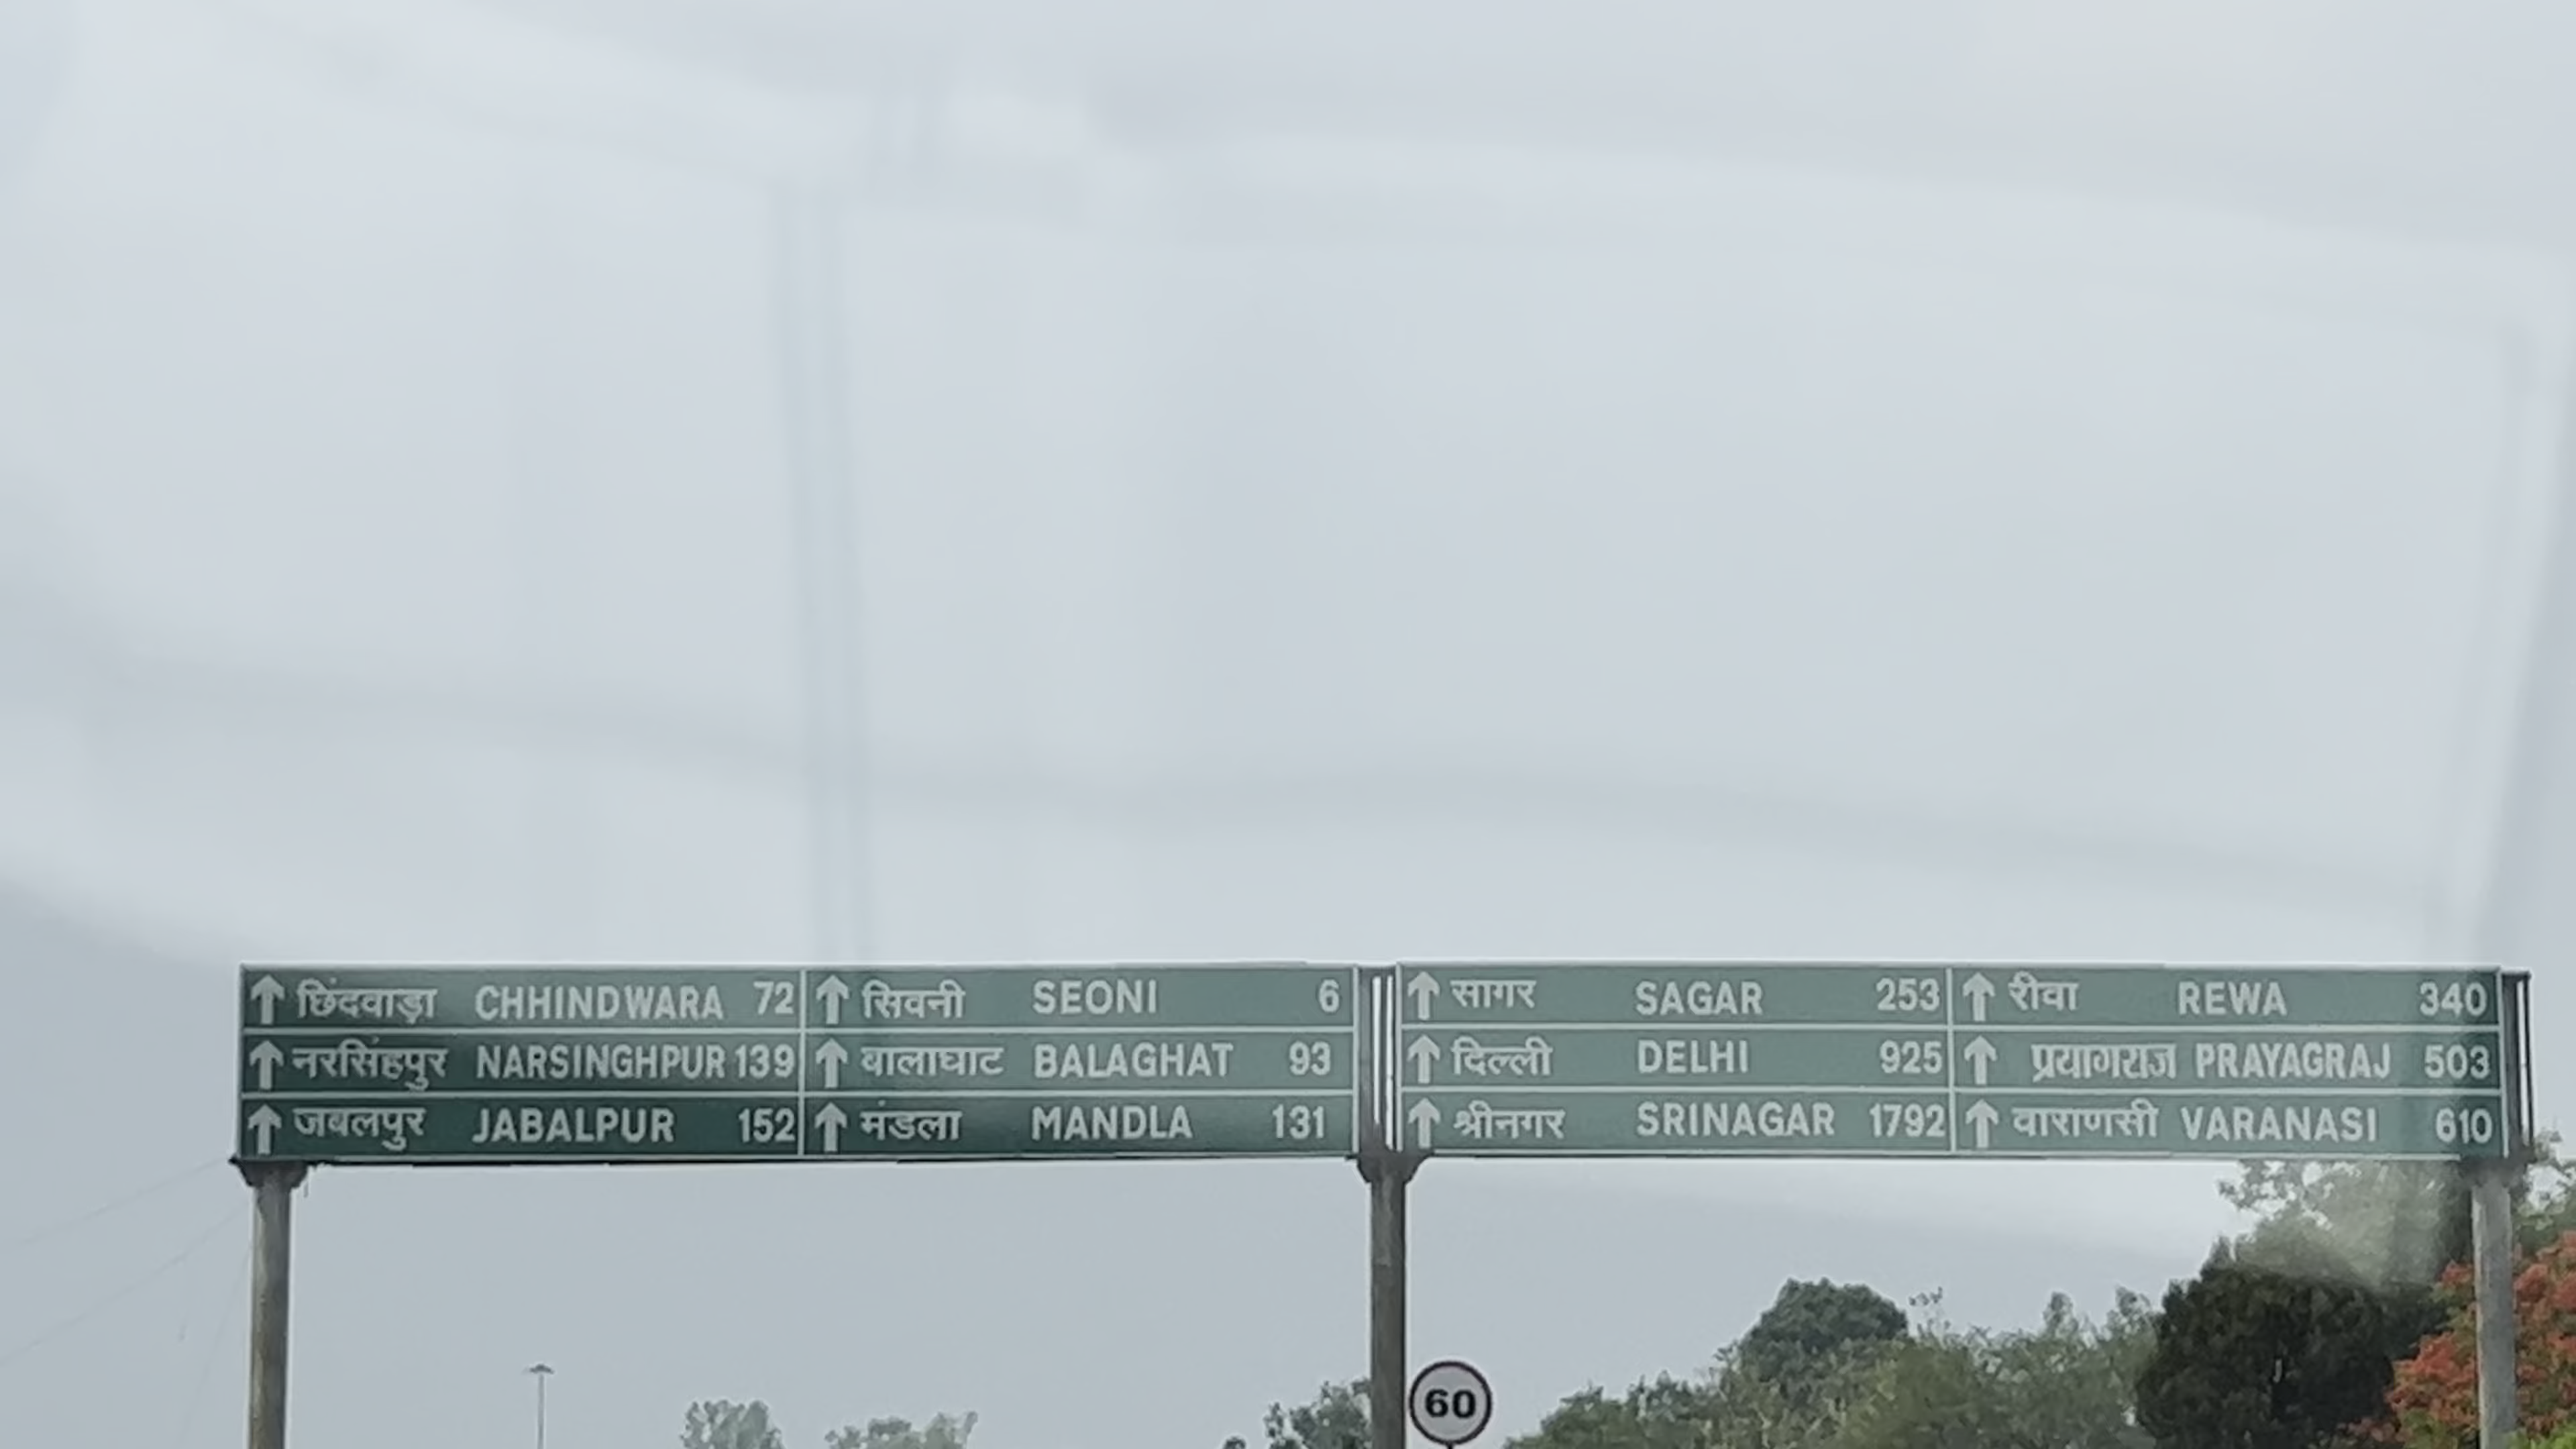 ↑ छिंदवाड़ा CHHINDWARA 72
↑ नरसिंहपुर NARSINGHPUR 139
↑ जबलपुर JABALPUR 152
↑ सिवनी SEONI 6
↑ वालाघाट BALAGHAT 93
↑ मंडला MANDLA 131
↑ सागर SAGAR 253
↑ दिल्ली DELHI 925
↑ श्रीनगर SRINAGAR 1792
↑ रीवा REWA 340
↑ प्रयागराज PRAYAGRAJ 503
↑ वाराणसी VARANASI 610
60